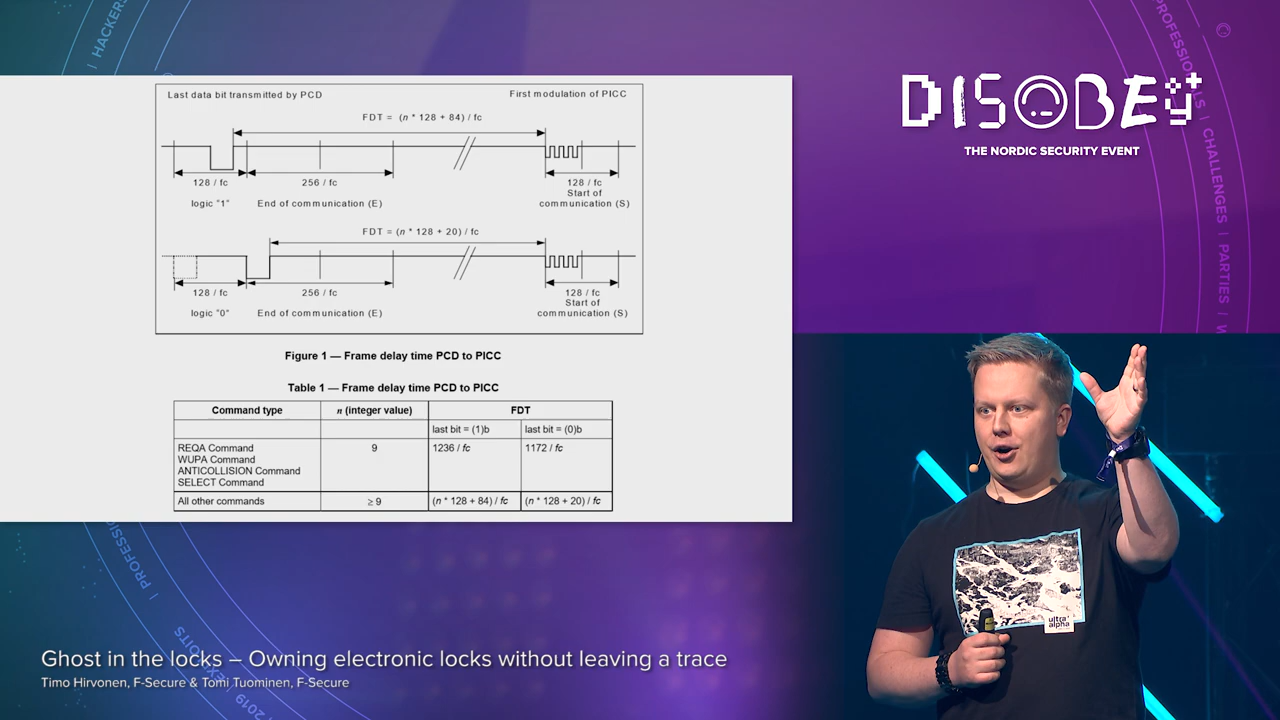 DISOBEy
THE NORDIC SECURITY EVENT
HACKERS
PROFESSIONALS | CHALLENGES | PARTIES |
Last data bit transmitted by PCD
First modulation of PICC
FDT = (n * 128 + 84) / fc
128 / fc
256 / fc
128 / fc
logic "1"
End of communication (E)
Start of
communication (S)
FDT = (n * 128 + 20) / fc
128 / fc
256 / fc
128 / fc
logic "0"
End of communication (E)
Start of
communication (S)
Figure 1 — Frame delay time PCD to PICC
Table 1 — Frame delay time PCD to PICC
Command type n (integer value) FDT
last bit = (1)b last bit = (0)b
REQA Command 9 1236 / fc 1172 / fc
WUPA Command
ANTICOLLISION Command
SELECT Command
All other commands ≥ 9 (n * 128 + 84) / fc (n * 128 + 20) / fc
ultra
alpha
2019
Ghost in the locks – Owning electronic locks without leaving a trace
Timo Hirvonen, F-Secure & Tomi Tuominen, F-Secure